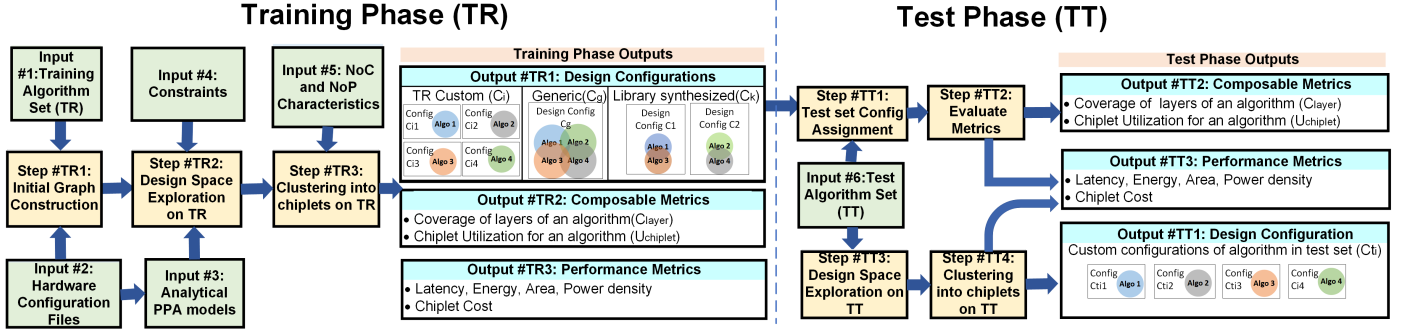 Training Phase (TR)
Input
#1:Training
Algorithm
Set (TR)
Input #4:
Constraints
Input #5: NoC
and NoP
Characteristics
Step #TR1:
Initial Graph
Construction
Step #TR2:
Design Space
Exploration
on TR
Step #TR3:
Clustering into
chiplets on TR
Input #2:
Hardware
Configuration
Files
Input #3:
Analytical
PPA models
Training Phase Outputs
Output #TR1: Design Configurations
TR Custom (Ci)
Config
Ci1
Algo 1
Config
Ci2
Algo 2
Config
Ci3
Algo 3
Config
Ci4
Algo 4
Generic(Cg)
Design Config
Cg
Algo 1
Algo 2
Algo 3
Algo 4
Library synthesized(Ck)
Design
Config C1
Algo 1
Algo 3
Design
Config C2
Algo 2
Algo 4
Output #TR2: Composable Metrics
• Coverage of layers of an algorithm(Clayer)
• Chiplet Utilization for an algorithm (Uchiplet)
Output #TR3: Performance Metrics
• Latency, Energy, Area, Power density
• Chiplet Cost
Test Phase (TT)
Step #TT1:
Test set Config
Assignment
Step #TT2:
Evaluate
Metrics
Input #6:Test
Algorithm Set
(TT)
Step #TT3:
Design Space
Exploration on
TT
Step #TT4:
Clustering
into chiplets
on TT
Test Phase Outputs
Output #TT2: Composable Metrics
• Coverage of  layers of an algorithm (Clayer)
• Chiplet Utilization for an algorithm (Uchiplet)
Output #TT3: Performance Metrics
• Latency, Energy, Area, Power density
• Chiplet Cost
Output #TT1: Design Configuration
Custom configurations of algorithm in test set (Cti)
Config
Cti1
Algo 1
Config
Cti2
Algo 2
Config
Cti3
Algo 3
Config
Ci4
Algo 4